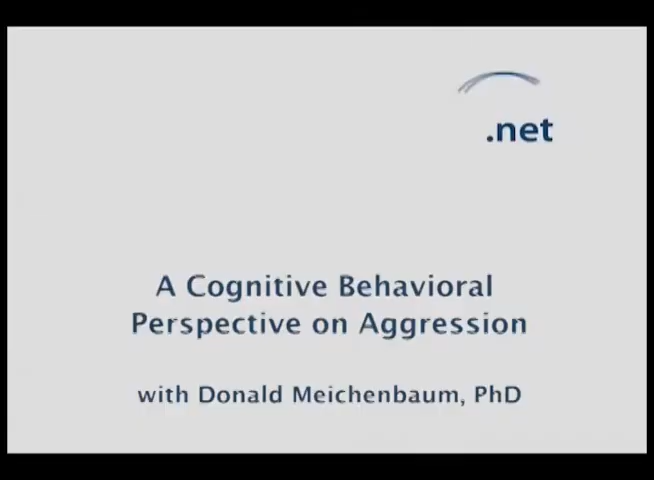 .net
A Cognitive Behavioral
Perspective on Aggression
with Donald Meichenbaum, PhD